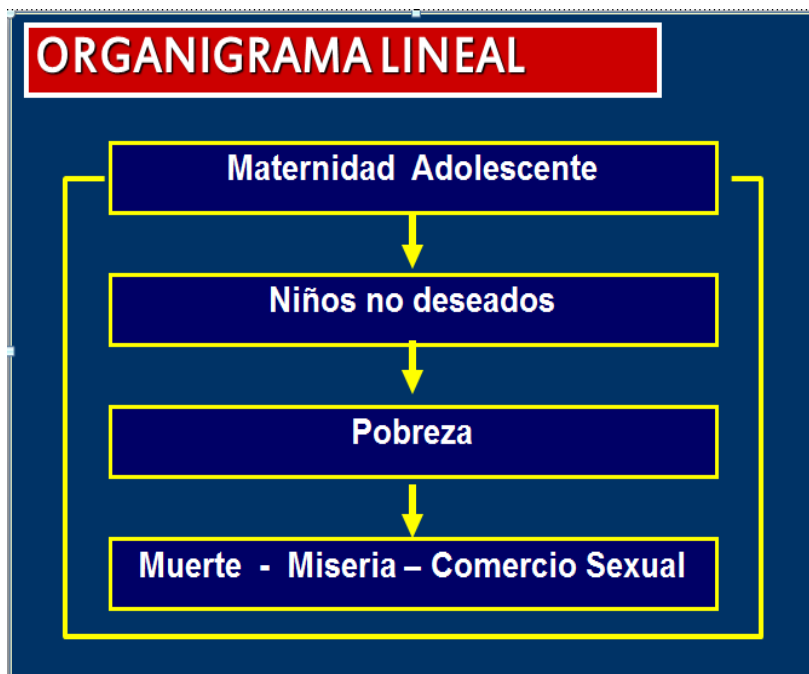 ORGANIGRAMA LINEAL
Maternidad Adolescente
Niños no deseados
Pobreza
Muerte - Miseria – Comercio Sexual